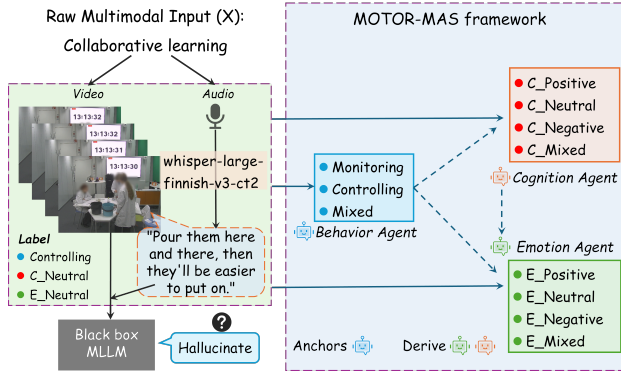 Raw Multimodal Input (X):
Collaborative learning
Video
Audio
13:13:32
13:13:32
13:13:31
13:13:30
whisper-large-
finnish-v3-ct2
"Pour them here
and there, then
they'll be easier
to put on."
Label
Controlling
C_Neutral
E_Neutral
Black box
MLLM
?
Hallucinate
MOTOR-MAS framework
Monitoring
Controlling
Mixed
Behavior Agent
C_Positive
C_Neutral
C_Negative
C_Mixed
Cognition Agent
Emotion Agent
E_Positive
E_Neutral
E_Negative
E_Mixed
Anchors
Derive